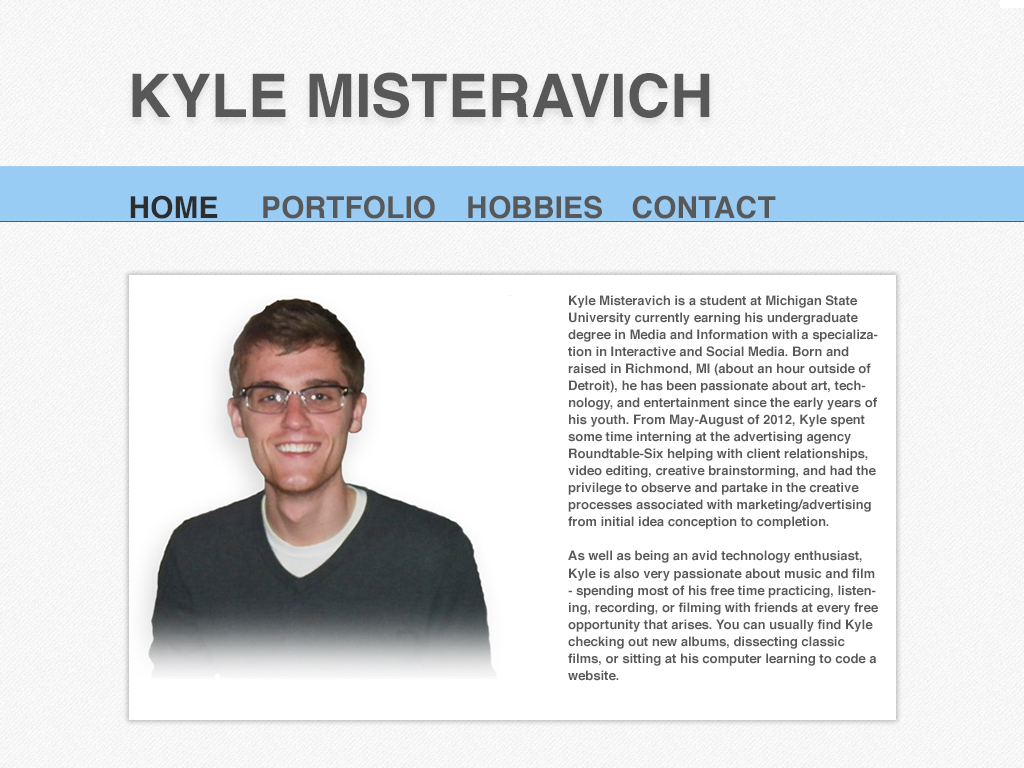 KYLE MISTERAVICH
HOME PORTFOLIO HOBBIES CONTACT
Kyle Misteravich is a student at Michigan State
University currently earning his undergraduate
degree in Media and Information with a specializa-
tion in Interactive and Social Media. Born and
raised in Richmond, MI (about an hour outside of
Detroit), he has been passionate about art, tech-
nology, and entertainment since the early years of
his youth. From May-August of 2012, Kyle spent
some time interning at the advertising agency
Roundtable-Six helping with client relationships,
video editing, creative brainstorming, and had the
privilege to observe and partake in the creative
processes associated with marketing/advertising
from initial idea conception to completion.
As well as being an avid technology enthusiast,
Kyle is also very passionate about music and film
- spending most of his free time practicing, listen-
ing, recording, or filming with friends at every free
opportunity that arises. You can usually find Kyle
checking out new albums, dissecting classic
films, or sitting at his computer learning to code a
website.